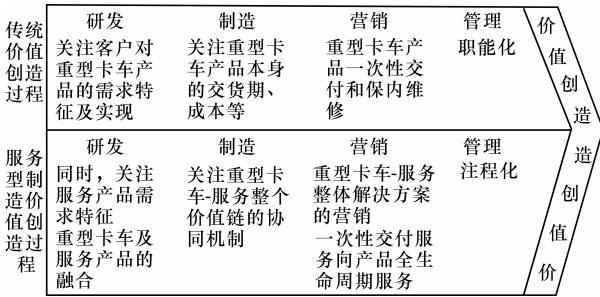 传统
价值
创造
过程
研发
关注客户对
重型卡车产
品的需求特
征及实现
制造
关注重型卡
车产品本身
的交货期、
成本等
营销
重型卡车产
品一次性交
付和保内维
修
管理
职能化
价
值
创
造
服务
型制
造价
值创
造过
程
研发
同时，关注
服务产品需
求特征
重型卡车及
服务产品的
融合
制造
关注重型卡
车-服务整个
价值链的协
同机制
营销
重型卡车-服务
整体解决方案
的营销
一次性交付服
务向产品全生
命周期服务
管理
注程化
造
创
值
价